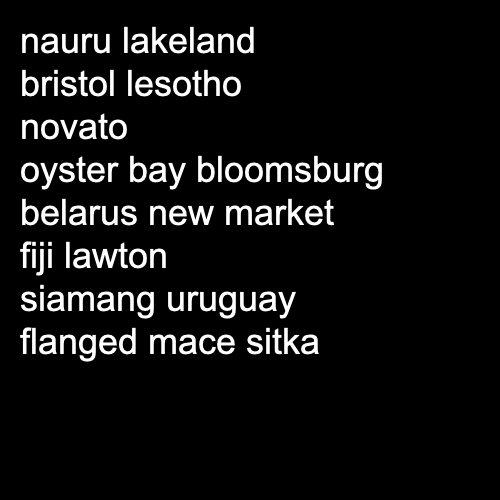 nauru lakeland
bristol lesotho
novato
oyster bay bloomsburg
belarus new market
fiji lawton
siamang uruguay
flanged mace sitka